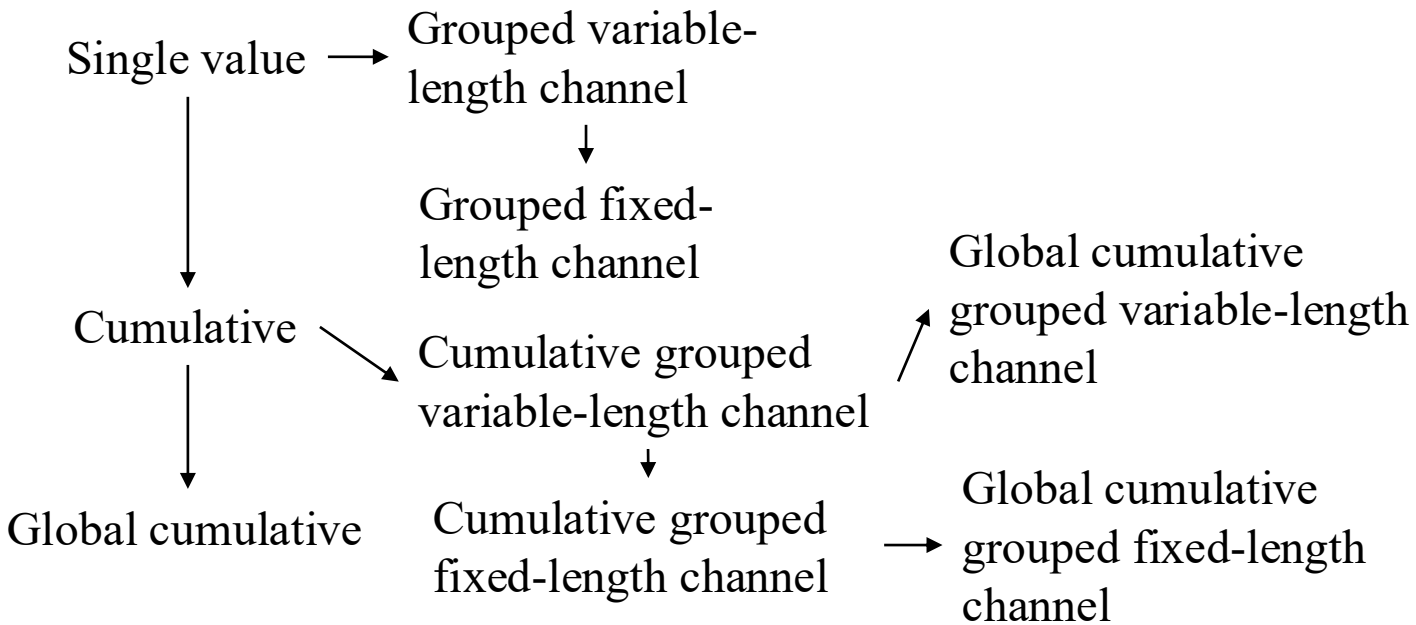 Single value
Grouped variable-
length channel
Grouped fixed-
length channel
Cumulative
Cumulative grouped
variable-length channel
Global cumulative
grouped variable-length
channel
Global cumulative
Cumulative grouped
fixed-length channel
Global cumulative
grouped fixed-length
channel